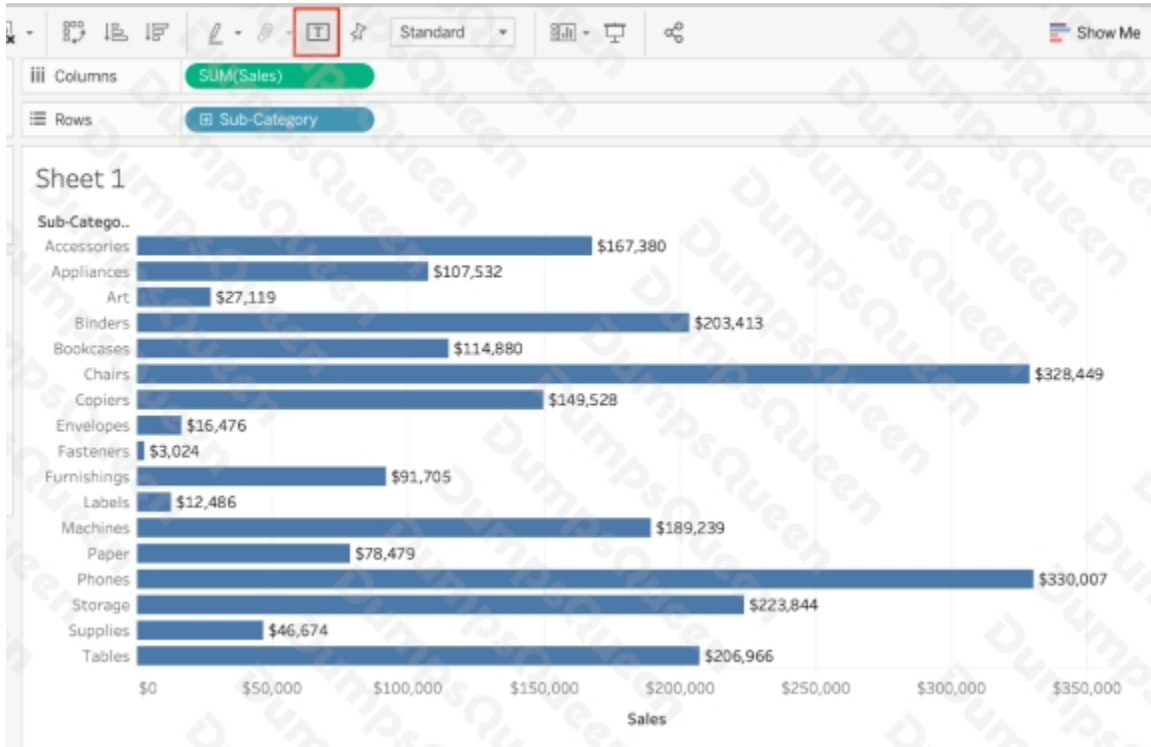 T Standard Show Me
iii Columns SUM(Sales)
Rows Sub-Category
Sheet 1
Sub-Catego..
Accessories $167,380
Appliances $107,532
Art $27,119
Binders $203,413
Bookcases $114,880
Chairs $328,449
Copiers $149,528
Envelopes $16,476
Fasteners $3,024
Furnishings $91,705
Labels $12,486
Machines $189,239
Paper $78,479
Phones $330,007
Storage $223,844
Supplies $46,674
Tables $206,966
$0 $50,000 $100,000 $150,000 $200,000 $250,000 $300,000 $350,000
Sales
DumpsQueen